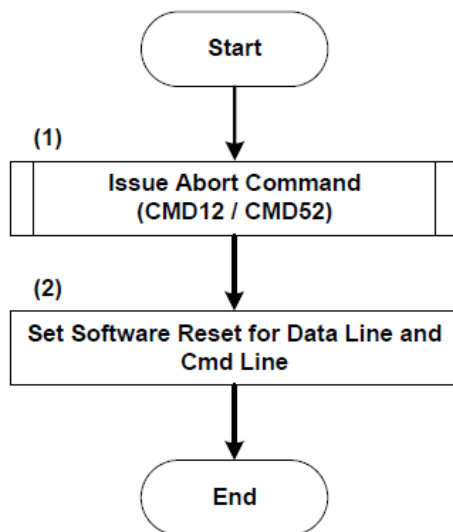 Start
(1)
Issue Abort Command
(CMD12 / CMD52)
(2)
Set Software Reset for Data Line and
Cmd Line
End